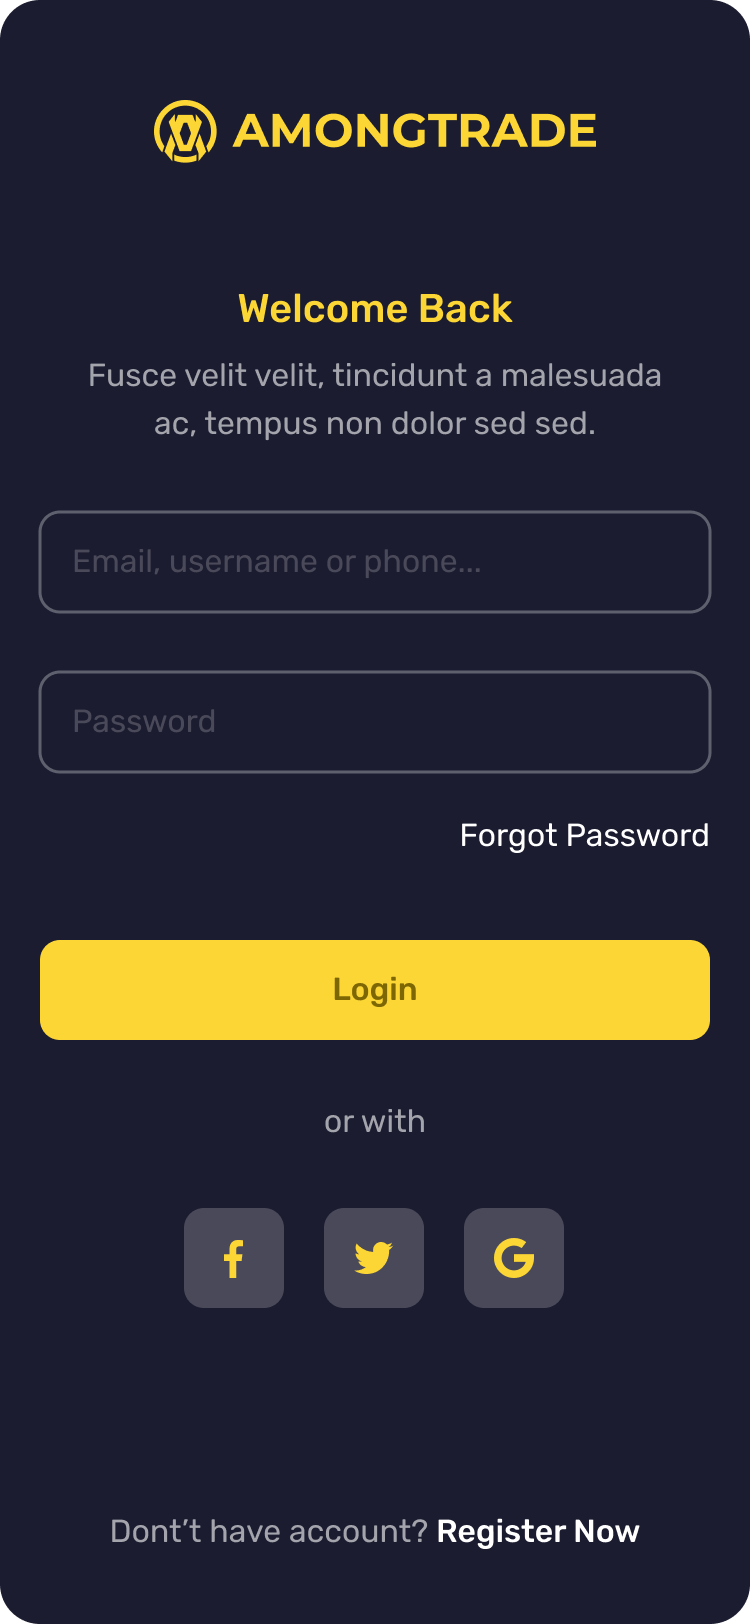 AMONGTRADE
Welcome Back
Fusce velit velit, tincidunt a malesuada
ac, tempus non dolor sed sed.
Email, username or phone...
Password
Forgot Password
Login
or with
Dont’t have account? Register Now